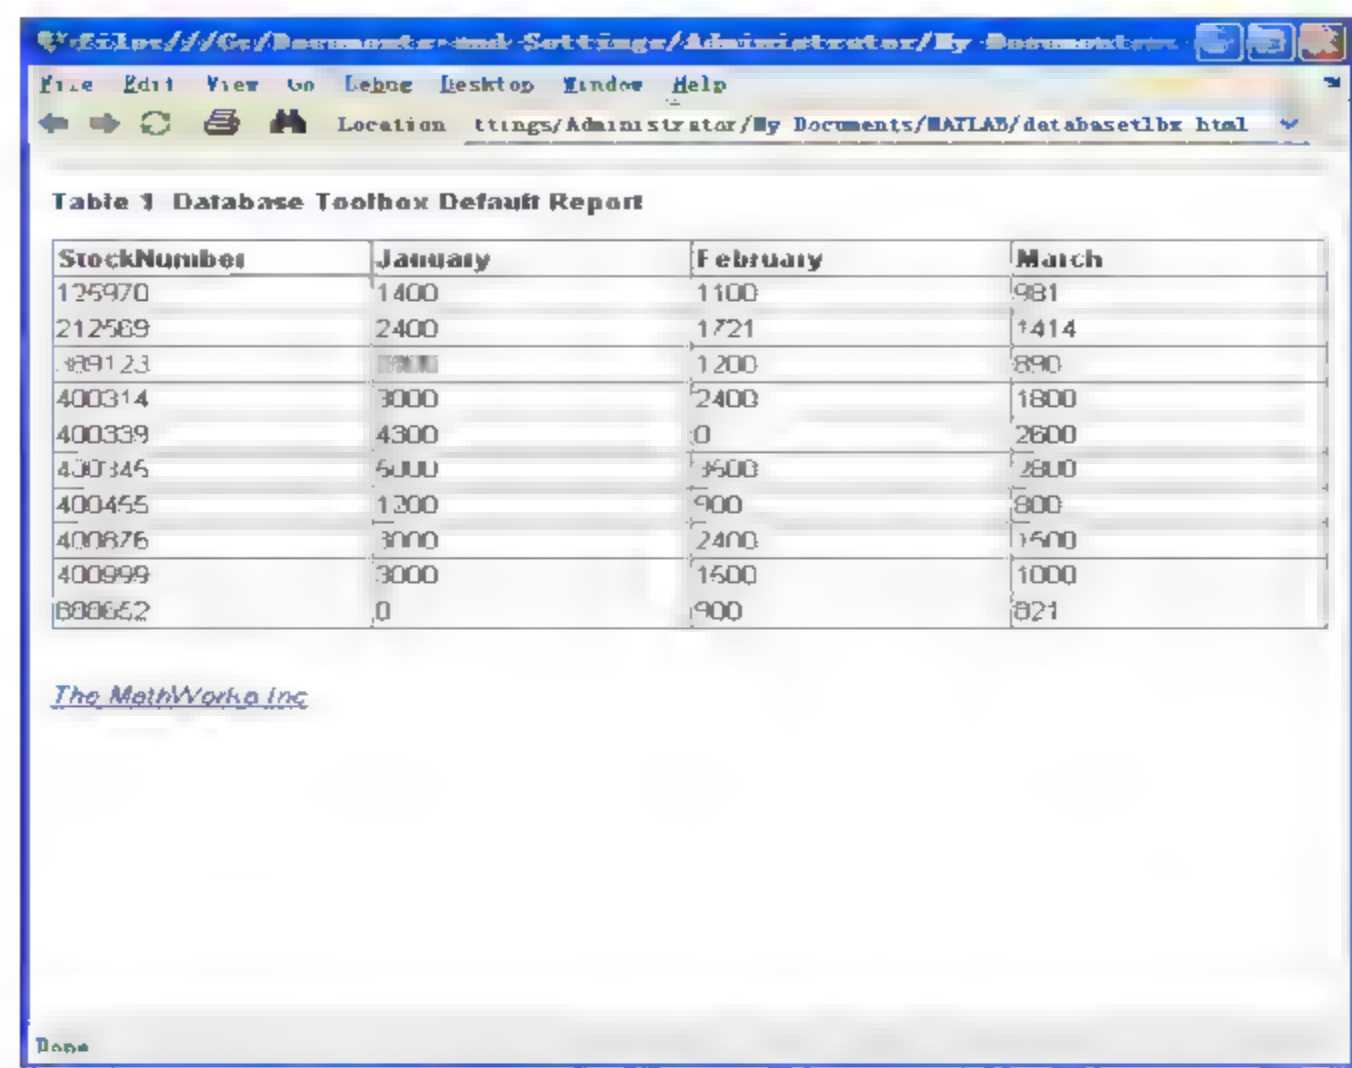 File Edit View Go Debug Desktop Window Help
Location ttings/Administrator/My Documents/MATLAB/databasetlbx html
Table 1 Database Toolbox Default Report
StockNumber January February March
125970 1400 1100 981
212569 2400 1721 1414
1200 890
400314 3000 2400 1800
400339 4300 0 2600
5000 3500 2800
400455 1200 900 800
400876 3000 2400 1500
400999 3000 1500 1000
0 900 821
The MathWorks Inc
Done